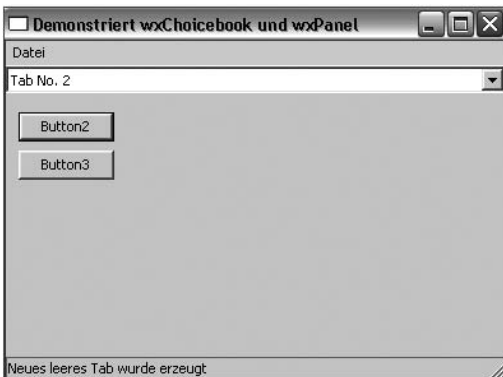 Demonstriert wxChoicebook und wxPanel
Datei
Tab No. 2
Button2
Button3
Neues leeres Tab wurde erzeugt